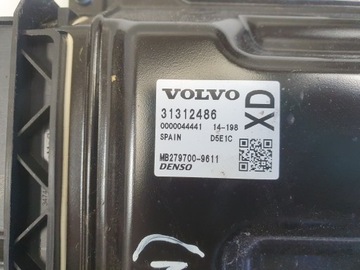 VOLVO
31312486
0000044441 14-198
SPAIN D5E1C
XD
MB279700-9611
DENSO